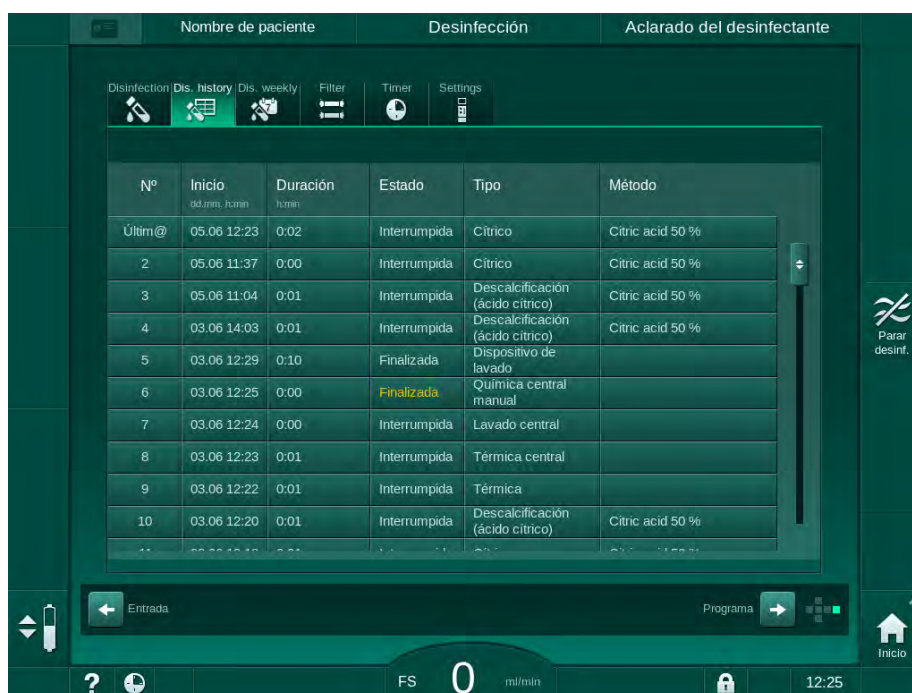 Nombre de paciente Desinfección Aclarado del desinfectante
Disinfection Dis. history Dis. weekly Filter Timer Settings
Nº Inicio Duración Estado Tipo Método
dd.mm. h:min h:min
Últim@ 05.06 12:23 0:02 Interrumpida Cítrico Citric acid 50 %
2 05.06 11:37 0:00 Interrumpida Cítrico Citric acid 50 %
3 05.06 11:04 0:01 Interrumpida Descalcificación (ácido cítrico) Citric acid 50 %
4 03.06 14:03 0:01 Interrumpida Descalcificación (ácido cítrico) Citric acid 50 %
5 03.06 12:29 0:10 Finalizada Dispositivo de lavado
6 03.06 12:25 0:00 Finalizada Química central manual
7 03.06 12:24 0:00 Interrumpida Lavado central
8 03.06 12:23 0:01 Interrumpida Térmica central
9 03.06 12:22 0:01 Interrumpida Térmica
10 03.06 12:20 0:01 Interrumpida Descalcificación (ácido cítrico) Citric acid 50 %
Parar
desinf.
Entrada Programa
Inicio
? FS 0 ml/min 12:25